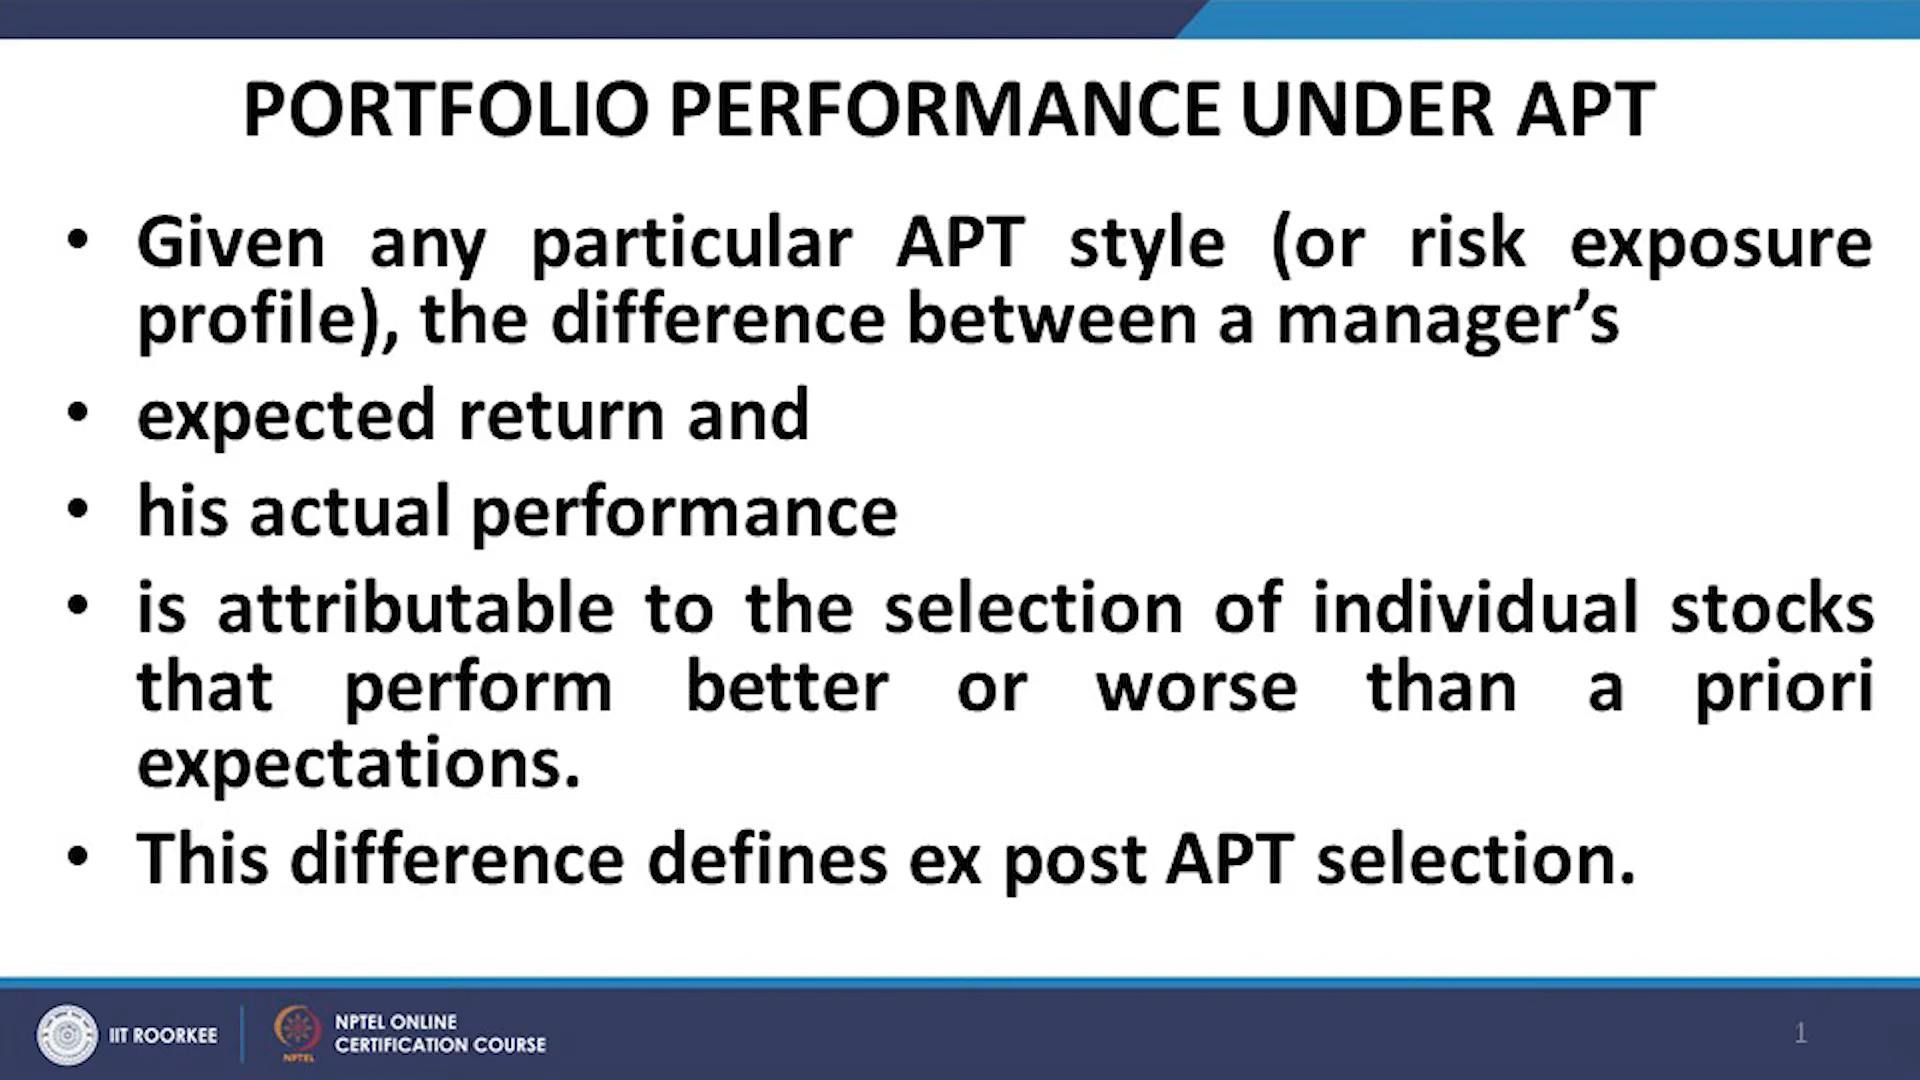 PORTFOLIO PERFORMANCE UNDER APT
• Given any particular APT style (or risk exposure
profile), the difference between a manager’s
• expected return and
• his actual performance
• is attributable to the selection of individual stocks
that perform better or worse than a priori
expectations.
• This difference defines ex post APT selection.
IIT ROORKEE
NPTEL
NPTEL ONLINE
CERTIFICATION COURSE
1